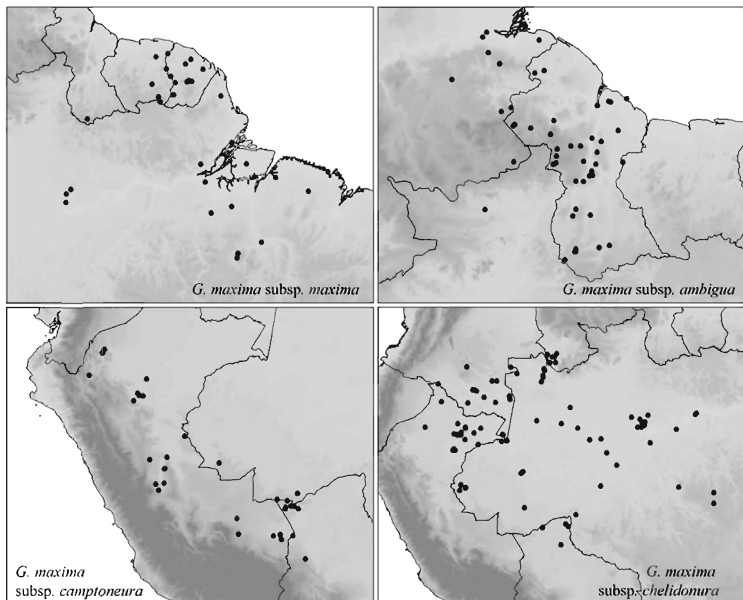 G. maxima subsp. maxima
G. maxima subsp. ambigua
G. maxima
subsp. camptoneura
G. maxima
subsp. chelidonura